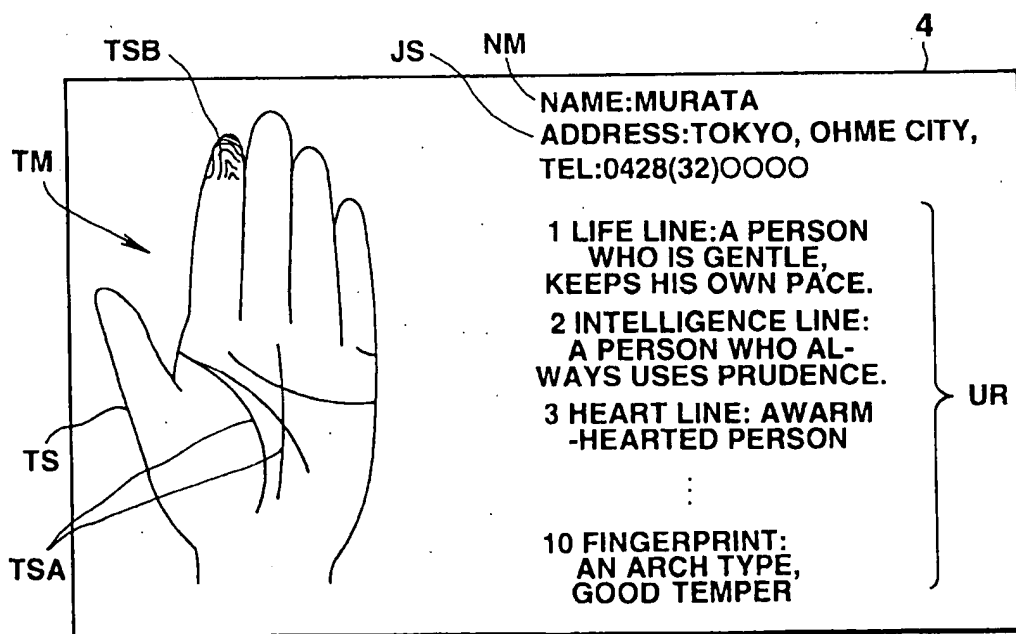 4
TSB
JS
NM
NAME:MURATA
ADDRESS:TOKYO, OHME CITY,
TEL:0428(32)○○○○
TM
1 LIFE LINE:A PERSON
WHO IS GENTLE,
KEEPS HIS OWN PACE.
2 INTELLIGENCE LINE:
A PERSON WHO AL-
WAYS USES PRUDENCE.
3 HEART LINE: AWARM
-HEARTED PERSON
⋮
10 FINGERPRINT:
AN ARCH TYPE,
GOOD TEMPER
UR
TS
TSA